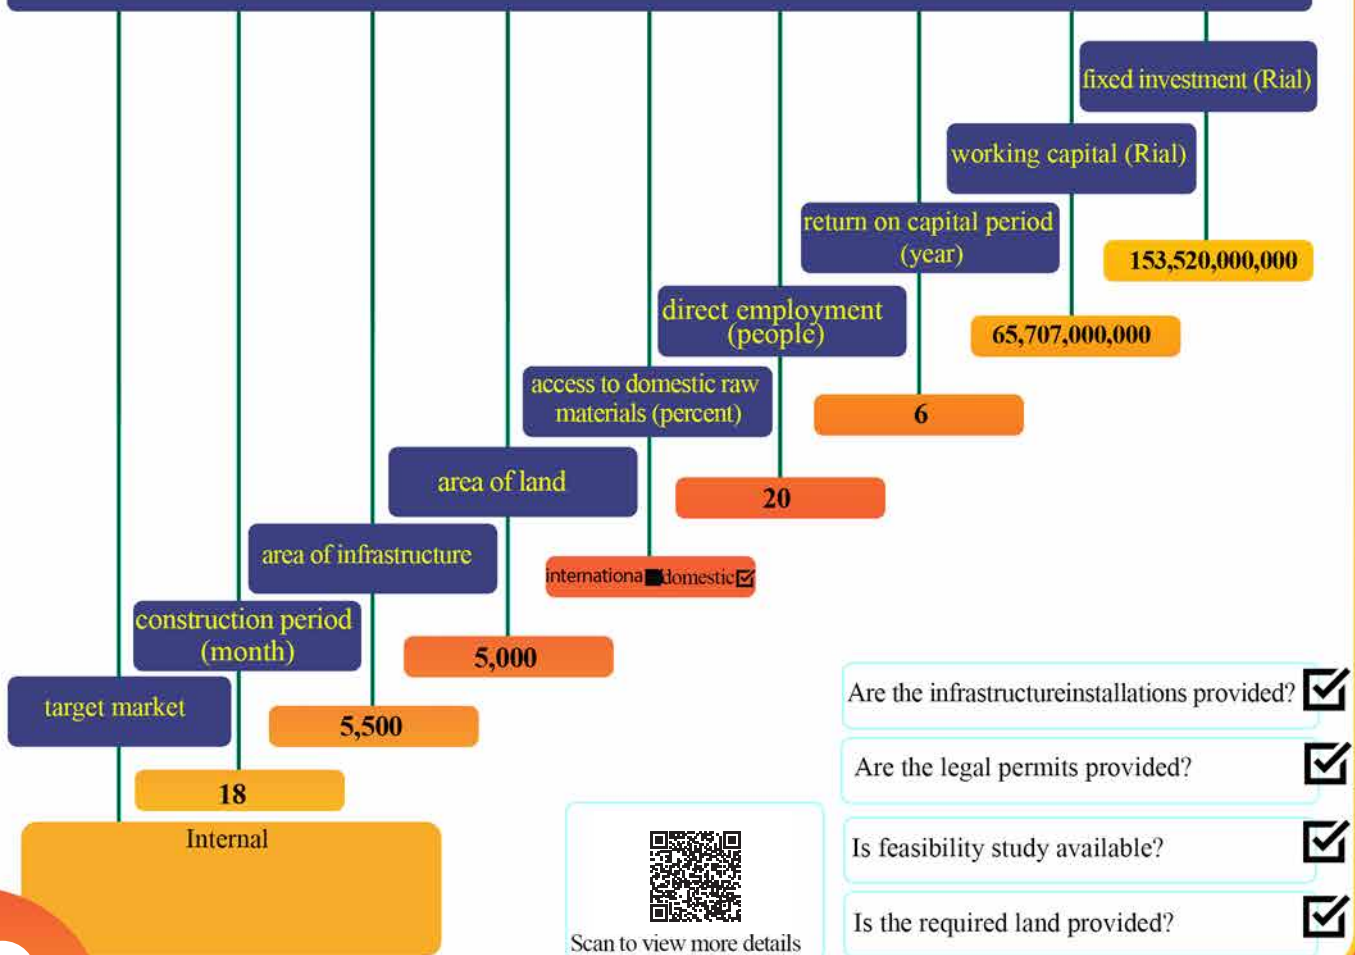 fixed investment (Rial)
153,520,000,000
working capital (Rial)
65,707,000,000
return on capital period
(year)
6
direct employment
(people)
20
access to domestic raw
materials (percent)
internationa domestic
area of land
5,000
area of infrastructure
5,500
construction period
(month)
18
target market
Internal
Are the infrastructureinstallations provided?
Are the legal permits provided?
Is feasibility study available?
Is the required land provided?
Scan to view more details